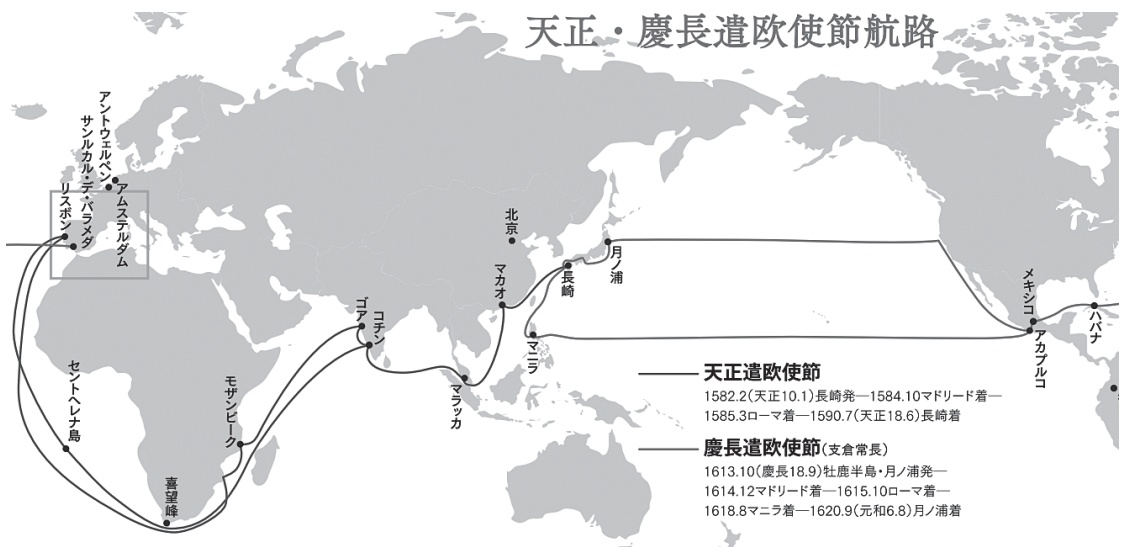 天正・慶長遣欧使節航路
アントウェルペン
サンルカル・デ・バラメダ
リスボン
アムステルダム
北京
マカオ
長崎
月ノ浦
ゴア
コチン
マラッカ
マニラ
メキシコ
アカプルコ
ハバナ
セントヘレナ島
モザンビーク
喜望峰
天正遣欧使節
1582.2(天正10.1)長崎発―1584.10マドリード着―
1585.3ローマ着―1590.7(天正18.6)長崎着
慶長遣欧使節(支倉常長)
1613.10(慶長18.9)牡鹿半島・月ノ浦発―
1614.12マドリード着―1615.10ローマ着―
1618.8マニラ着―1620.9(元和6.8)月ノ浦着